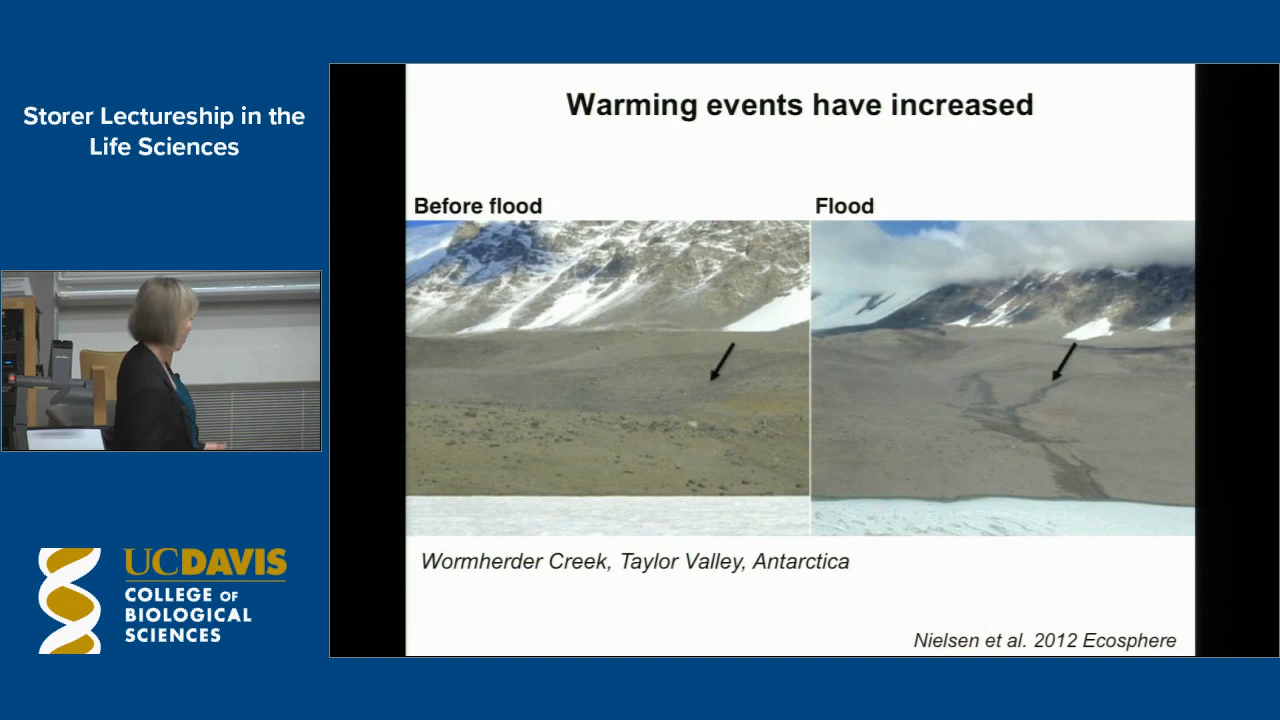 Storer Lectureship in the
Life Sciences
UCDAVIS
COLLEGE OF
BIOLOGICAL
SCIENCES
Warming events have increased
Before flood
Flood
Wormherder Creek, Taylor Valley, Antarctica
Nielsen et al. 2012 Ecosphere